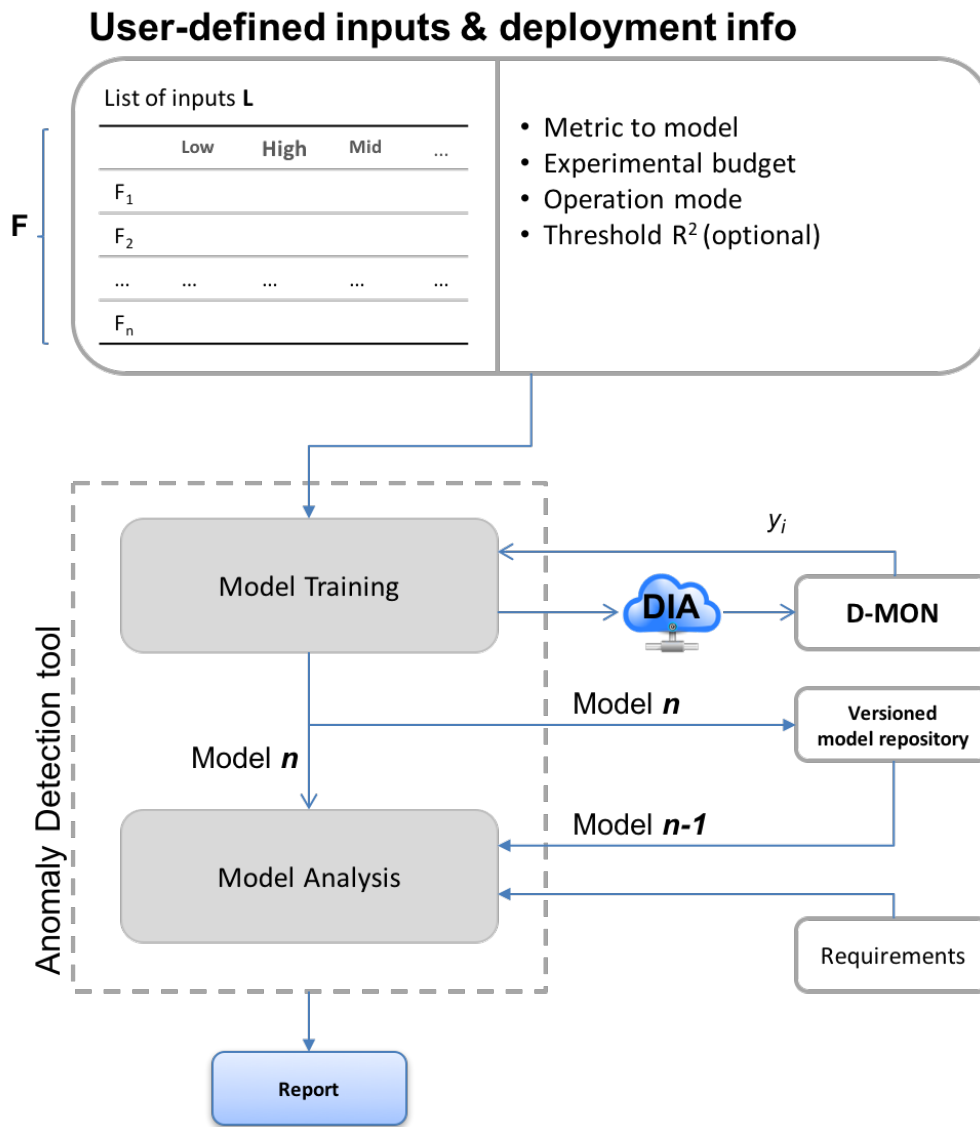 User-defined inputs & deployment info
List of inputs L
Low High Mid ...
F1
F2
... ... ... ... ...
Fn
F
• Metric to model
• Experimental budget
• Operation mode
• Threshold R² (optional)
Anomaly Detection tool
Model Training
yi
DIA
D-MON
Model n
Versioned
model repository
Model n
Model n-1
Model Analysis
Requirements
Report